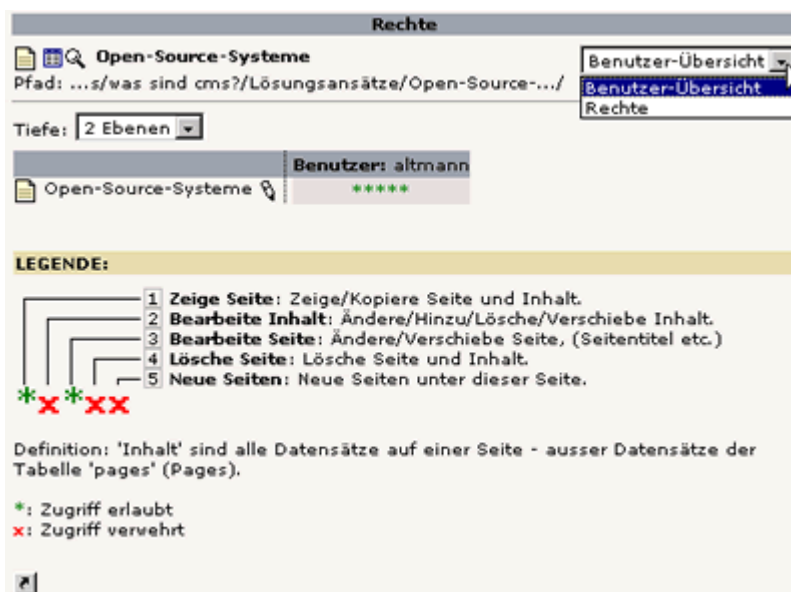 Rechte
Open-Source-Systeme
Benutzer-Übersicht
Pfad: ...s/was sind cms?/Lösungsansätze/Open-Source-.../
Benutzer-Übersicht
Rechte
Tiefe: 2 Ebenen
Benutzer: altmann
Open-Source-Systeme *****
LEGENDE:
1 Zeige Seite: Zeige/Kopiere Seite und Inhalt.
2 Bearbeite Inhalt: Ändere/Hinzu/Lösche/Verschiebe Inhalt.
3 Bearbeite Seite: Ändere/Verschiebe Seite, (Seitentitel etc.)
4 Lösche Seite: Lösche Seite und Inhalt.
5 Neue Seiten: Neue Seiten unter dieser Seite.
*x*xx
Definition: 'Inhalt' sind alle Datensätze auf einer Seite - ausser Datensätze der
Tabelle 'pages' (Pages).
*: Zugriff erlaubt
x: Zugriff verwehrt